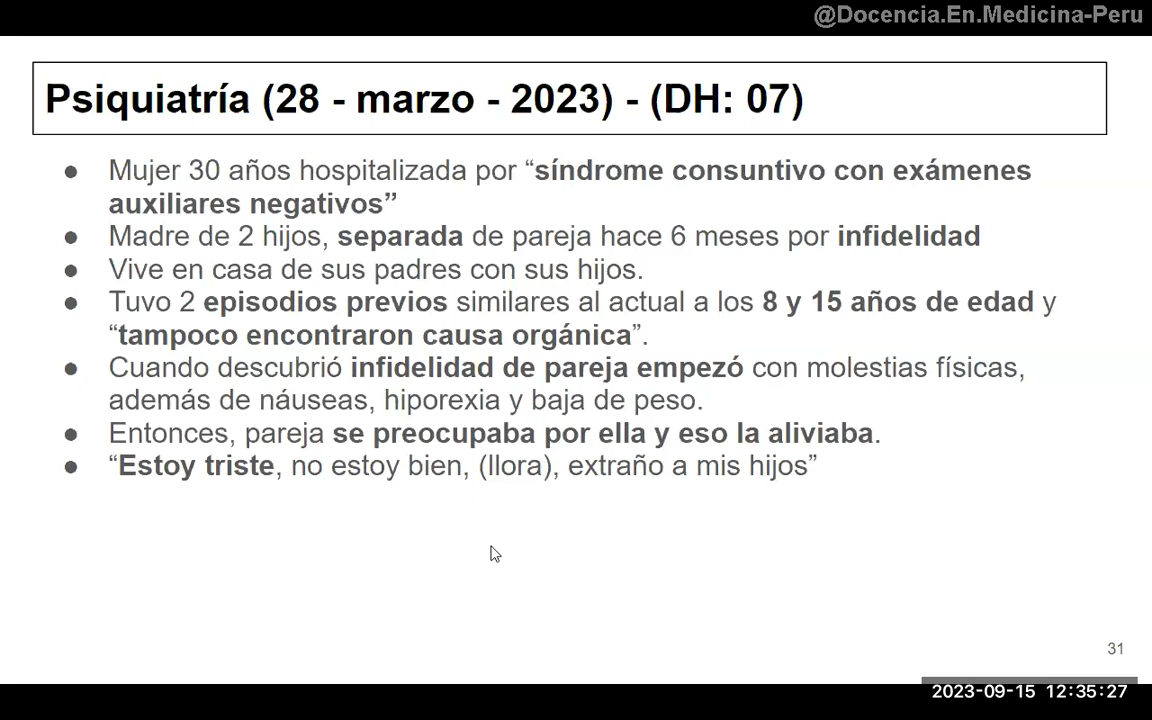 @Docencia.En.Medicina-Peru
Psiquiatría (28 - marzo - 2023) - (DH: 07)
● Mujer 30 años hospitalizada por “síndrome consuntivo con exámenes
auxiliares negativos”
● Madre de 2 hijos, separada de pareja hace 6 meses por infidelidad
● Vive en casa de sus padres con sus hijos.
● Tuvo 2 episodios previos similares al actual a los 8 y 15 años de edad y
“tampoco encontraron causa orgánica”.
● Cuando descubrió infidelidad de pareja empezó con molestias físicas,
además de náuseas, hiporexia y baja de peso.
● Entonces, pareja se preocupaba por ella y eso la aliviaba.
● “Estoy triste, no estoy bien, (llora), extraño a mis hijos”
31
2023-09-15 12:35:27